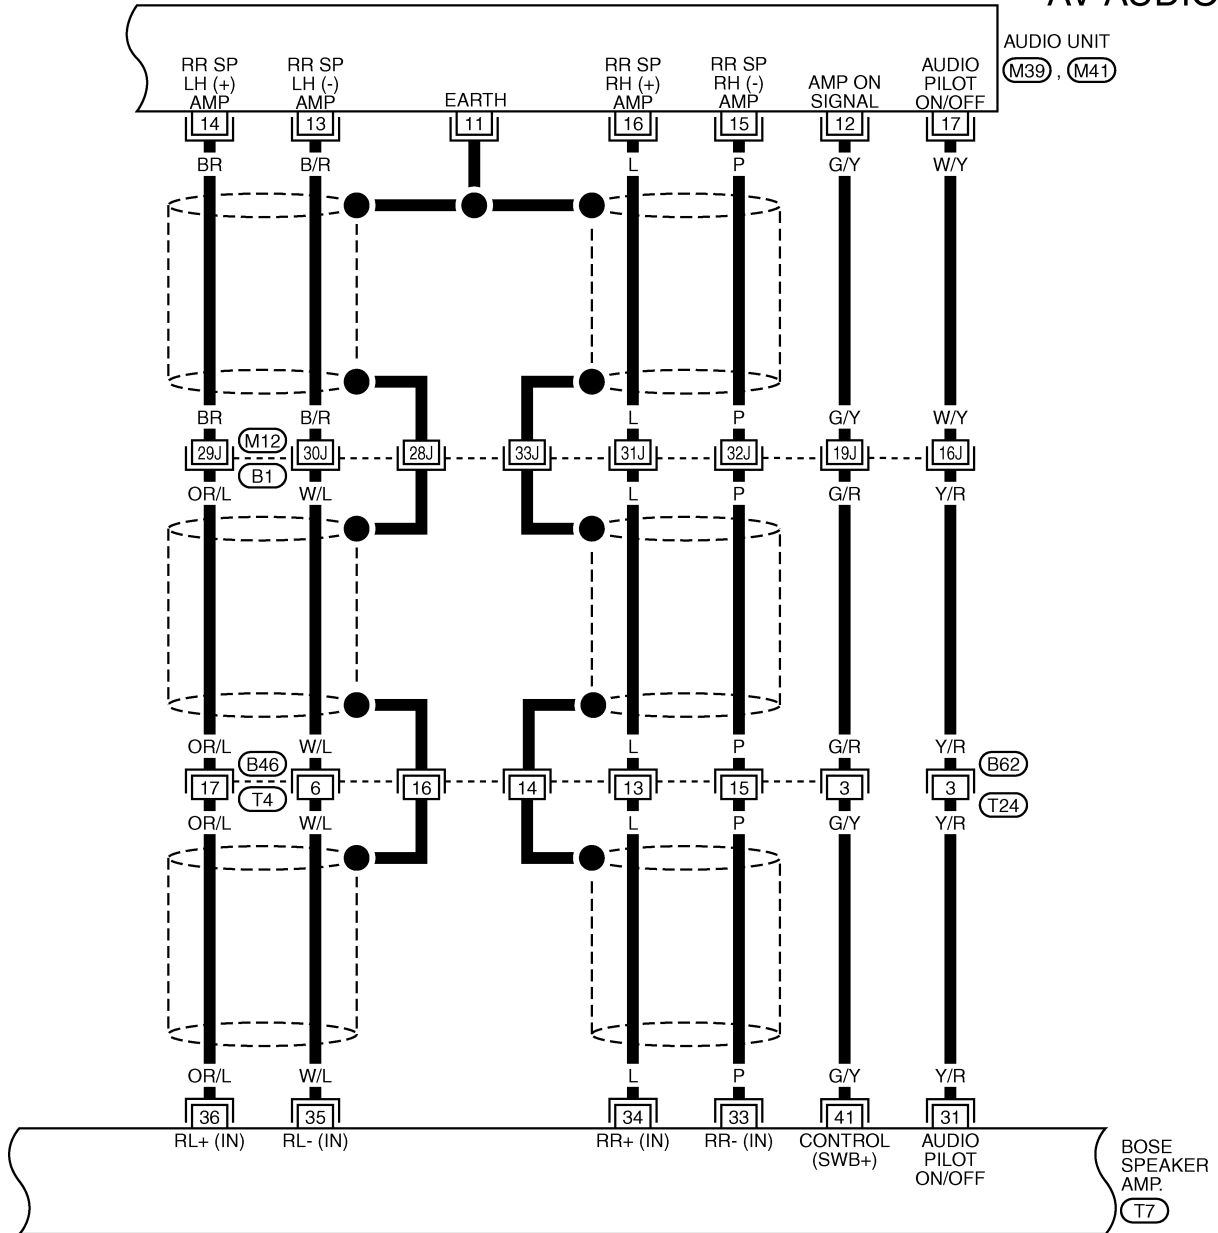 AV AUDIO
AUDIO UNIT
M39 , M41
RR SP
LH (+)
AMP
RR SP
LH (-)
AMP
EARTH
RR SP
RH (+)
AMP
RR SP
RH (-)
AMP
AMP ON
SIGNAL
AUDIO
PILOT
ON/OFF
14 13 11 16 15 12 17
BR B/R L P G/Y W/Y
BR B/R L P G/Y W/Y
M12
29J 30J 28J 33J 31J 32J 19J 16J
B1
OR/L W/L L P G/R Y/R
OR/L W/L L P G/R Y/R
B46 B62
17 6 16 14 13 15 3 3
T4 T24
OR/L W/L L P G/Y Y/R
OR/L W/L L P G/Y Y/R
36 35 34 33 41 31
RL+ (IN)
RL- (IN)
RR+ (IN)
RR- (IN)
CONTROL
(SWB+)
AUDIO
PILOT
ON/OFF
BOSE
SPEAKER
AMP.
T7